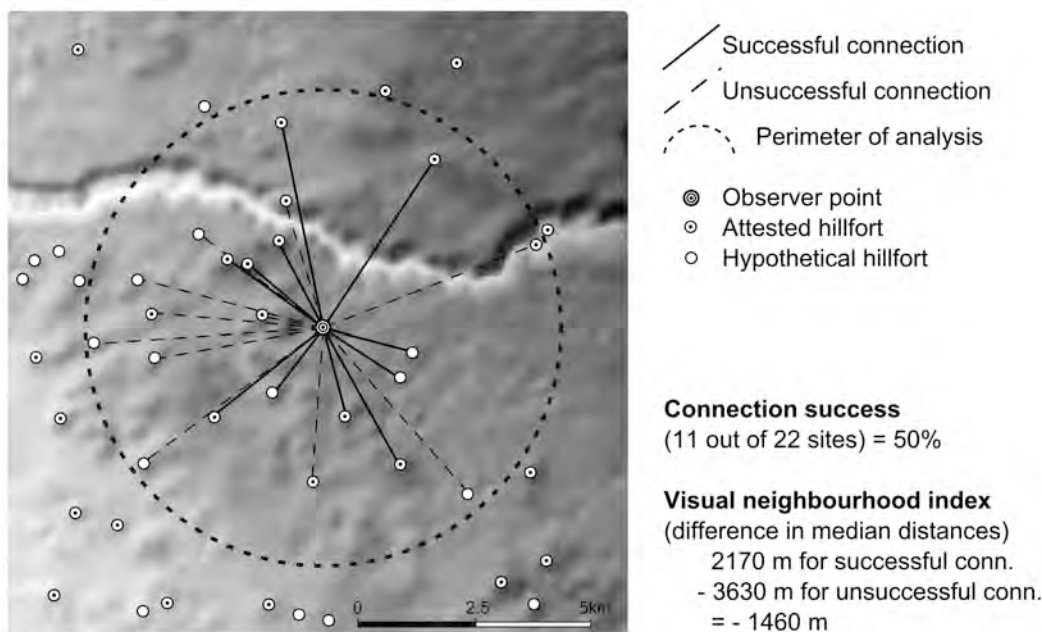 Successful connection
Unsuccessful connection
Perimeter of analysis
Observer point
Attested hillfort
Hypothetical hillfort
Connection success
(11 out of 22 sites) = 50%
Visual neighbourhood index
(difference in median distances)
2170 m for successful conn.
- 3630 m for unsuccessful conn.
= - 1460 m
0 2.5 5km